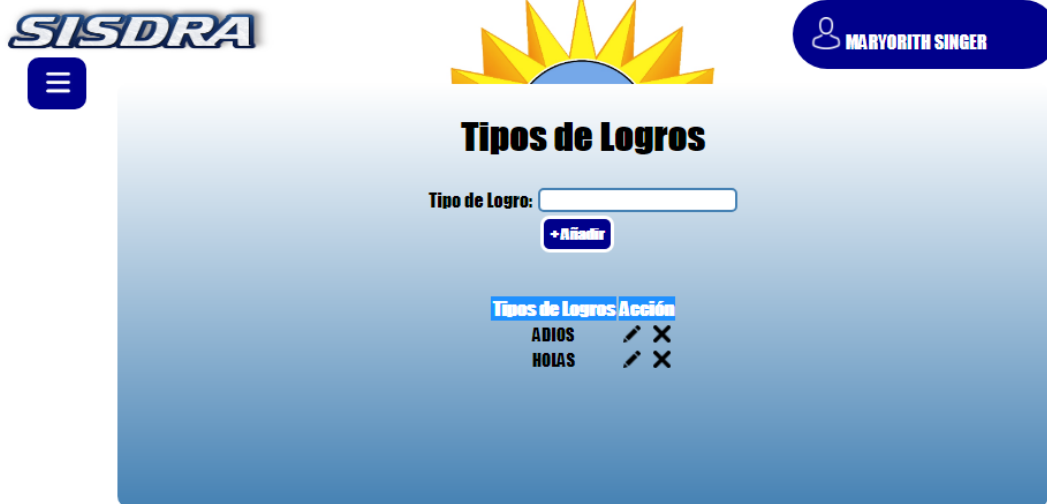 SISDRA
MARYORITH SINGER
Tipos de Logros
Tipo de Logro:
+Añadir
Tipos de Logros Acción
ADIOS
HOLAS